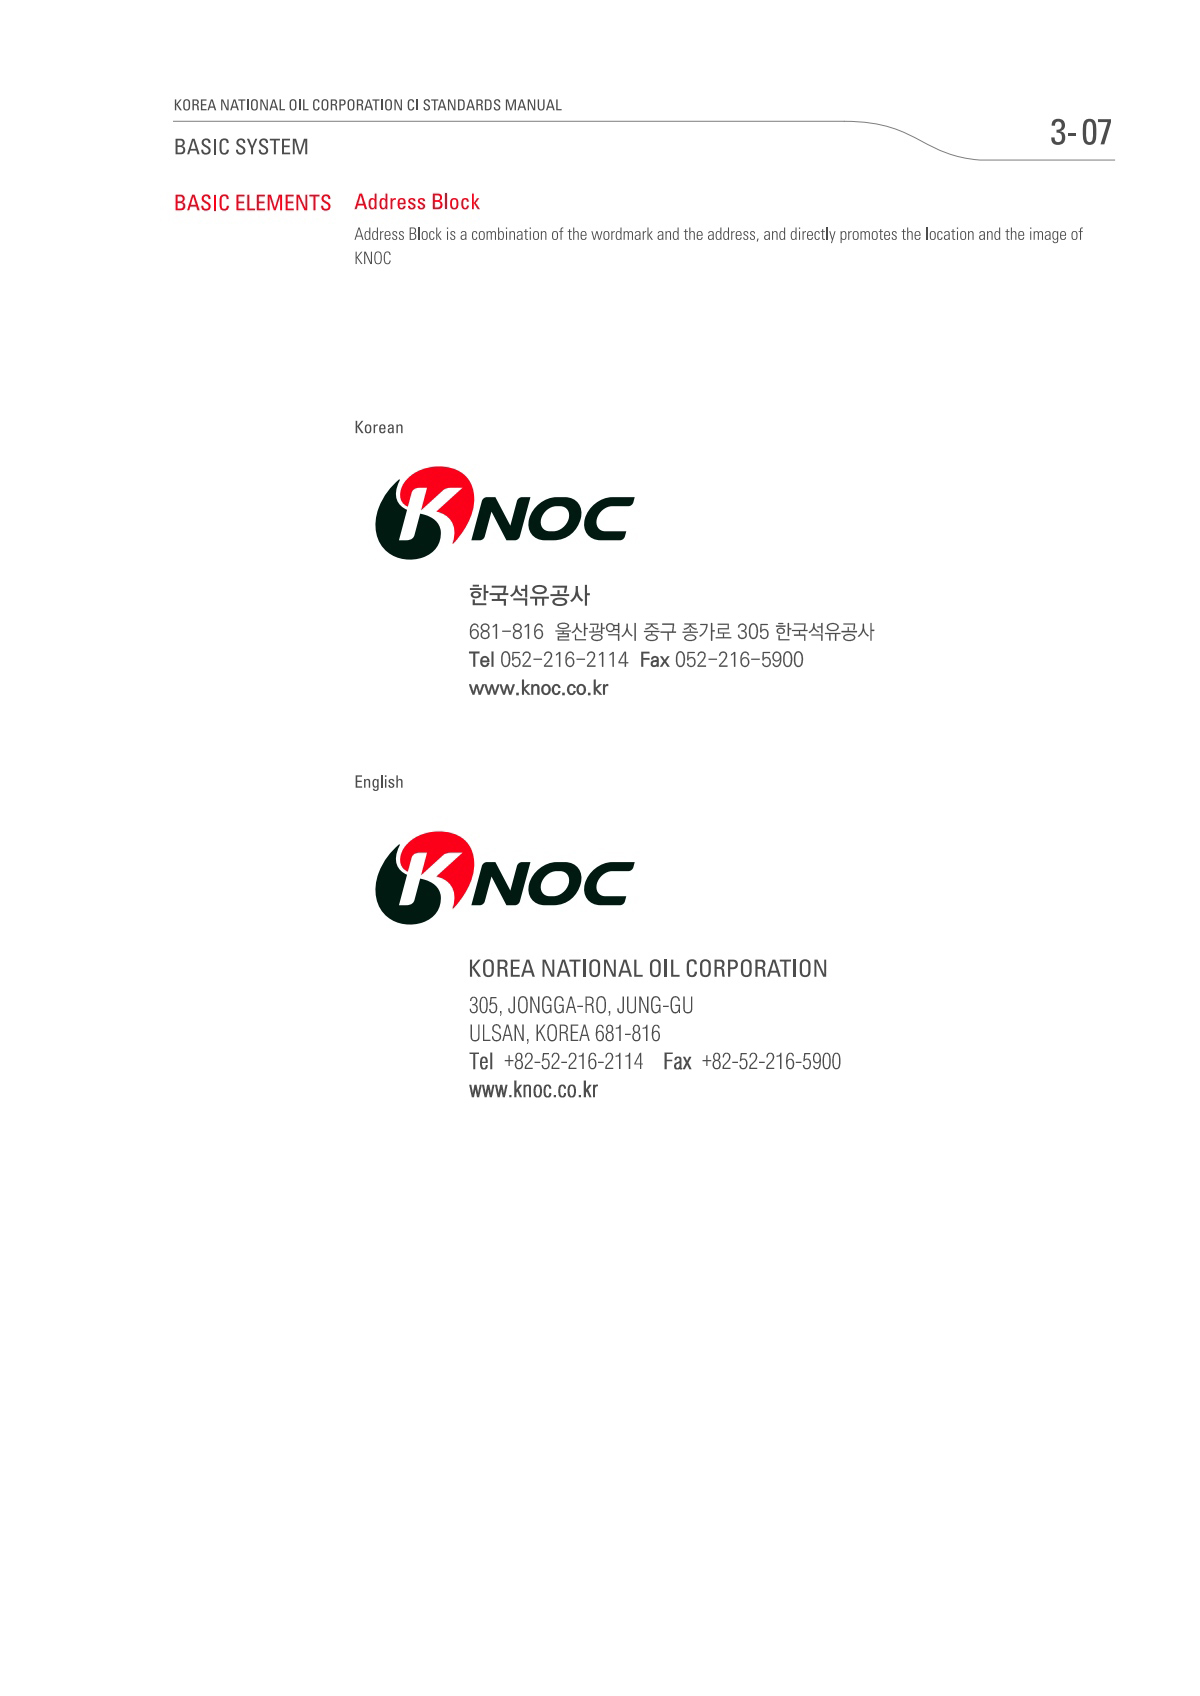 KOREA NATIONAL OIL CORPORATION CI STANDARDS MANUAL
3-07
BASIC SYSTEM
BASIC ELEMENTS
Address Block
Address Block is a combination of the wordmark and the address, and directly promotes the location and the image of
KNOC
Korean
KNOC
한국석유공사
681-816 울산광역시 중구 종가로 305 한국석유공사
Tel 052-216-2114 Fax 052-216-5900
www.knoc.co.kr
English
KNOC
KOREA NATIONAL OIL CORPORATION
305, JONGGA-RO, JUNG-GU
ULSAN, KOREA 681-816
Tel +82-52-216-2114 Fax +82-52-216-5900
www.knoc.co.kr